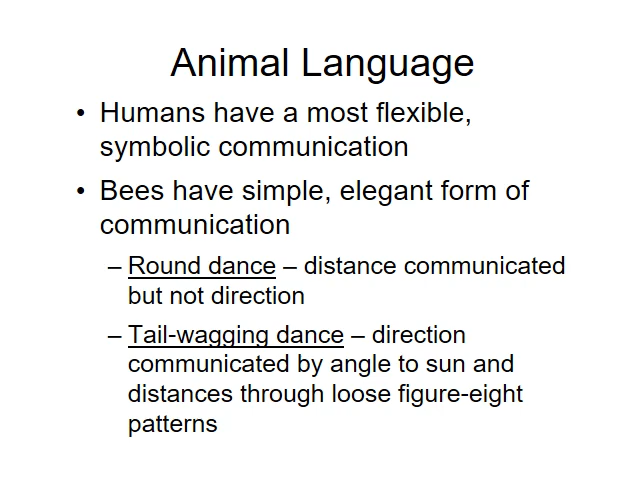 Animal Language
• Humans have a most flexible,
symbolic communication
• Bees have simple, elegant form of
communication
– Round dance – distance communicated
but not direction
– Tail-wagging dance – direction
communicated by angle to sun and
distances through loose figure-eight
patterns